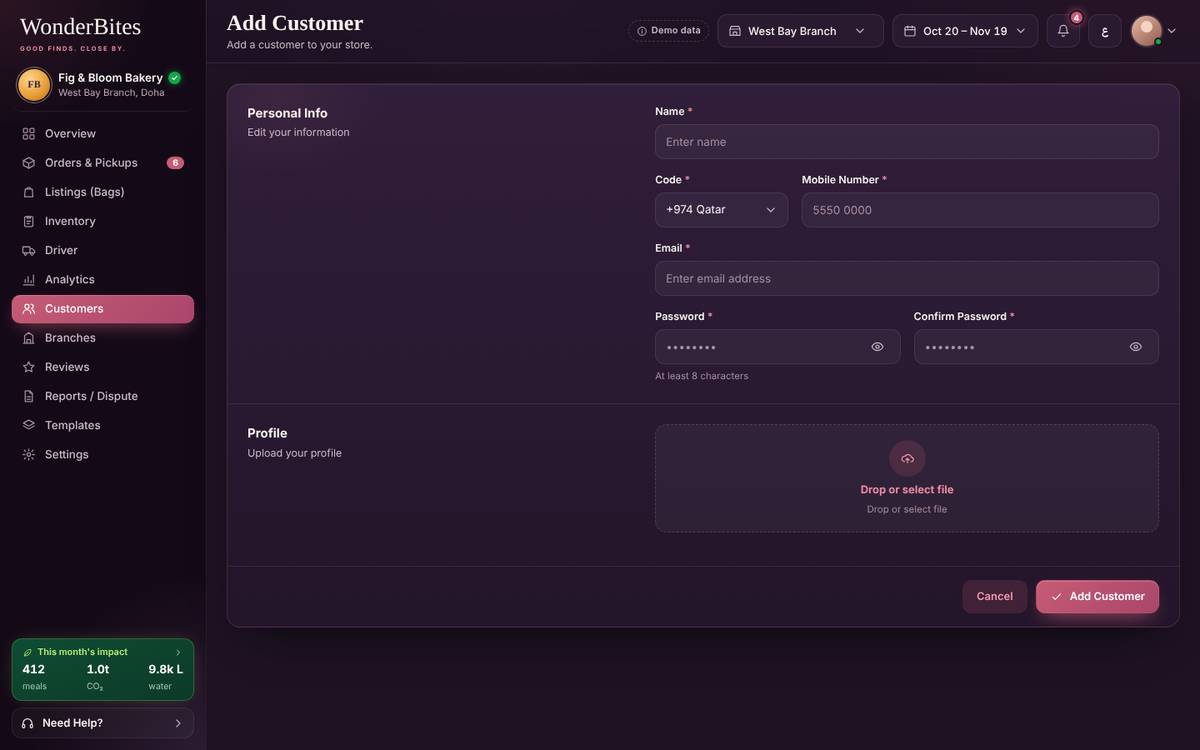 WonderBites
GOOD FINDS. CLOSE BY.
FB
Fig & Bloom Bakery
West Bay Branch, Doha
Overview
Orders & Pickups 6
Listings (Bags)
Inventory
Driver
Analytics
Customers
Branches
Reviews
Reports / Dispute
Templates
Settings
This month's impact
412 1.0t 9.8k L
meals CO₂ water
Need Help?
Add Customer
Add a customer to your store.
Demo data
West Bay Branch
Oct 20 – Nov 19
4
ع
Personal Info
Edit your information
Name *
Enter name
Code * Mobile Number *
+974 Qatar 5550 0000
Email *
Enter email address
Password * Confirm Password *
•••••••• ••••••••
At least 8 characters
Profile
Upload your profile
Drop or select file
Drop or select file
Cancel Add Customer